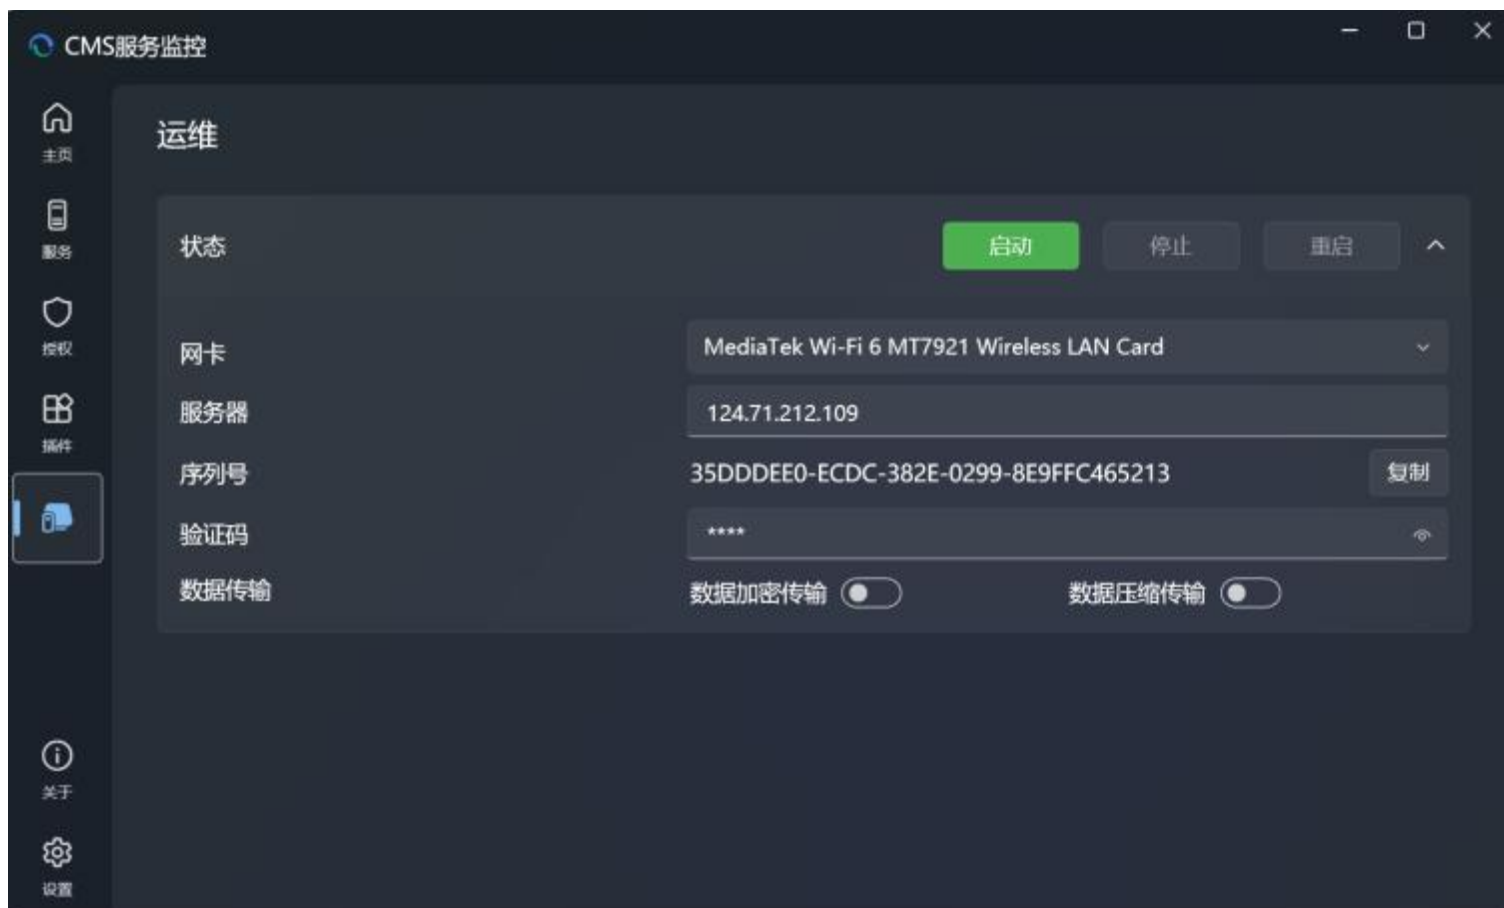 CMS服务监控
主页
服务
授权
插件
关于
设置
运维
状态 启动 停止 重启
网卡 MediaTek Wi-Fi 6 MT7921 Wireless LAN Card
服务器 124.71.212.109
序列号 35DDDEE0-ECDC-382E-0299-8E9FFC465213 复制
验证码 ****
数据传输 数据加密传输 数据压缩传输